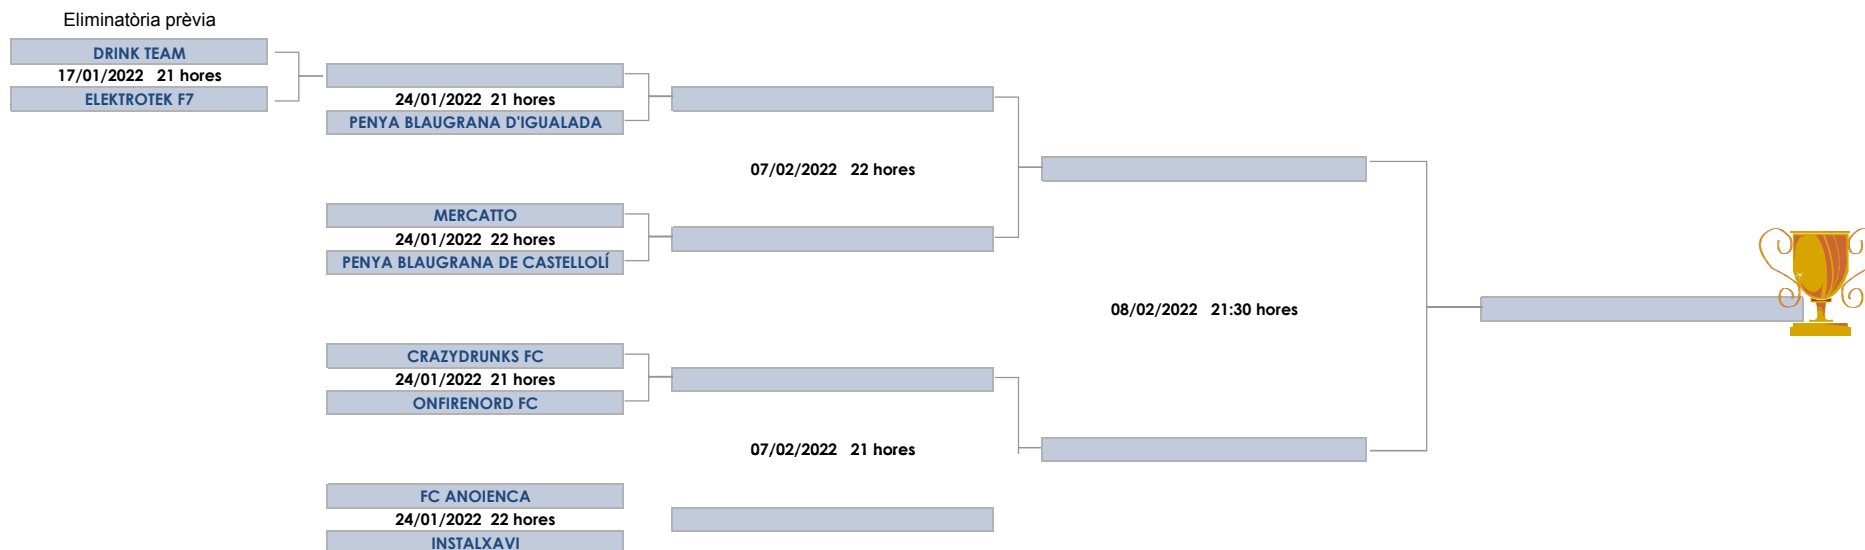 Eliminatòria prèvia
DRINK TEAM
17/01/2022 21 hores
ELEKTROTEK F7
24/01/2022 21 hores
PENYA BLAUGRANA D'IGUALADA
07/02/2022 22 hores
MERCATTO
24/01/2022 22 hores
PENYA BLAUGRANA DE CASTELLOLÍ
08/02/2022 21:30 hores
CRAZYDRUNKS FC
24/01/2022 21 hores
ONFIRENORD FC
07/02/2022 21 hores
FC ANOIENCA
24/01/2022 22 hores
INSTALXAVI